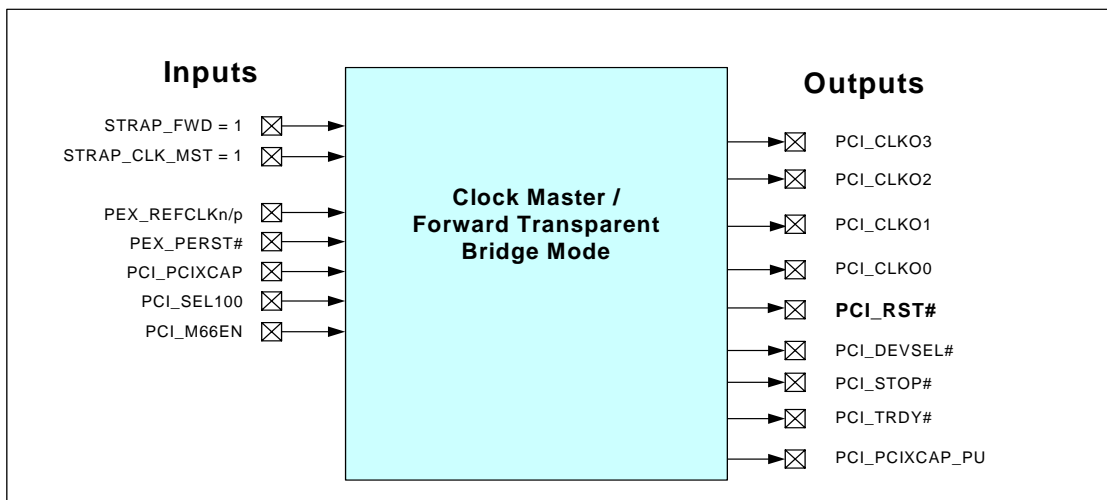 Inputs
STRAP_FWD = 1
STRAP_CLK_MST = 1
PEX_REFCLKn/p
PEX_PERST#
PCI_PCIXCAP
PCI_SEL100
PCI_M66EN
Clock Master /
Forward Transparent
Bridge Mode
Outputs
PCI_CLKO3
PCI_CLKO2
PCI_CLKO1
PCI_CLKO0
PCI_RST#
PCI_DEVSEL#
PCI_STOP#
PCI_TRDY#
PCI_PCIXCAP_PU